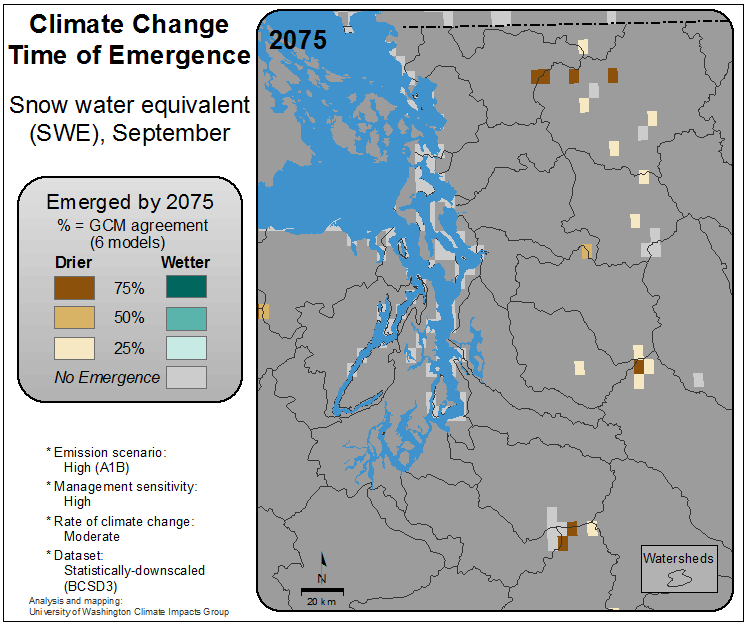 Climate Change
Time of Emergence
Snow water equivalent
(SWE), September
Emerged by 2075
% = GCM agreement
(6 models)
Drier Wetter
75%
50%
25%
No Emergence
* Emission scenario:
High (A1B)
* Management sensitivity:
High
* Rate of climate change:
Moderate
* Dataset:
Statistically-downscaled
(BCSD3)
Analysis and mapping:
University of Washington Climate Impacts Group
2075
N
20 km
Watersheds